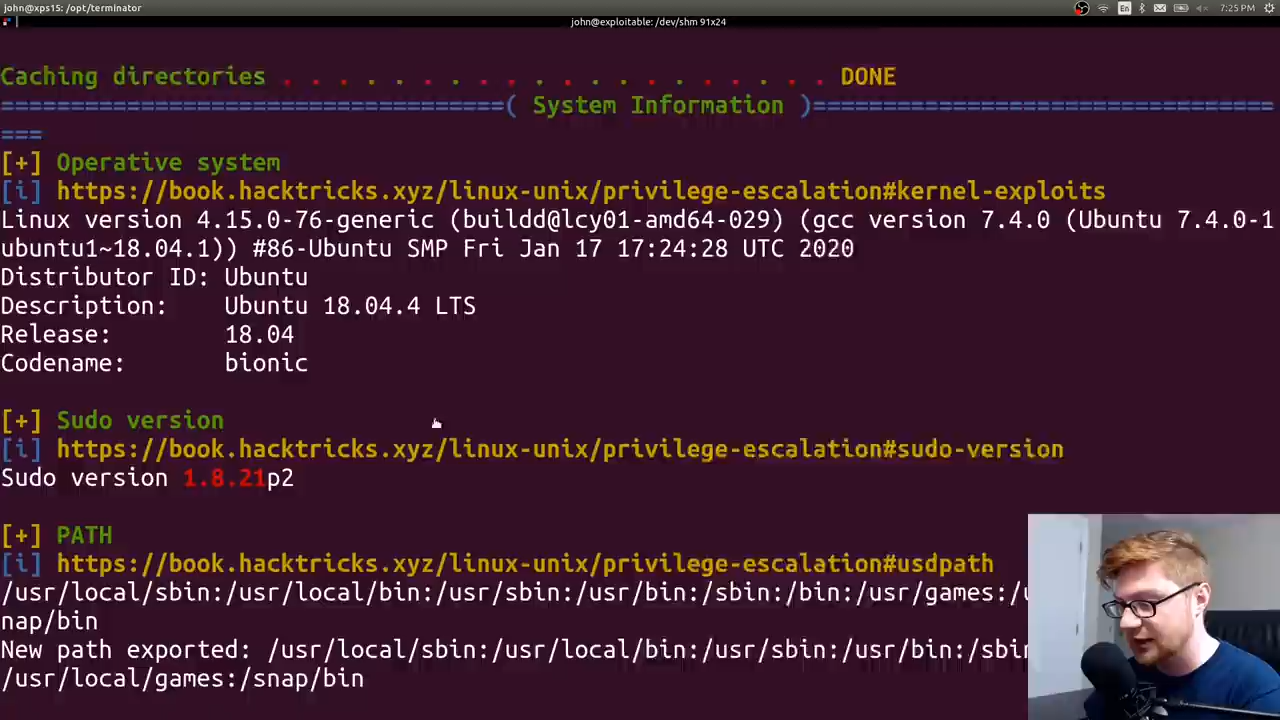 john@xps15: /opt/terminator
En
7:25 PM
john@exploitable: /dev/shm 91x24
Caching directories . . . . . . . . . . . . . . . . . . . . DONE
====================================( System Information )=================================
===
[+] Operative system
[i] https://book.hacktricks.xyz/linux-unix/privilege-escalation#kernel-exploits
Linux version 4.15.0-76-generic (buildd@lcy01-amd64-029) (gcc version 7.4.0 (Ubuntu 7.4.0-1
ubuntu1~18.04.1)) #86-Ubuntu SMP Fri Jan 17 17:24:28 UTC 2020
Distributor ID: Ubuntu
Description: Ubuntu 18.04.4 LTS
Release: 18.04
Codename: bionic
[+] Sudo version
[i] https://book.hacktricks.xyz/linux-unix/privilege-escalation#sudo-version
Sudo version 1.8.21p2
[+] PATH
[i] https://book.hacktricks.xyz/linux-unix/privilege-escalation#usdpath
/usr/local/sbin:/usr/local/bin:/usr/sbin:/usr/bin:/sbin:/bin:/usr/games:/u
nap/bin
New path exported: /usr/local/sbin:/usr/local/bin:/usr/sbin:/usr/bin:/sbin
/usr/local/games:/snap/bin